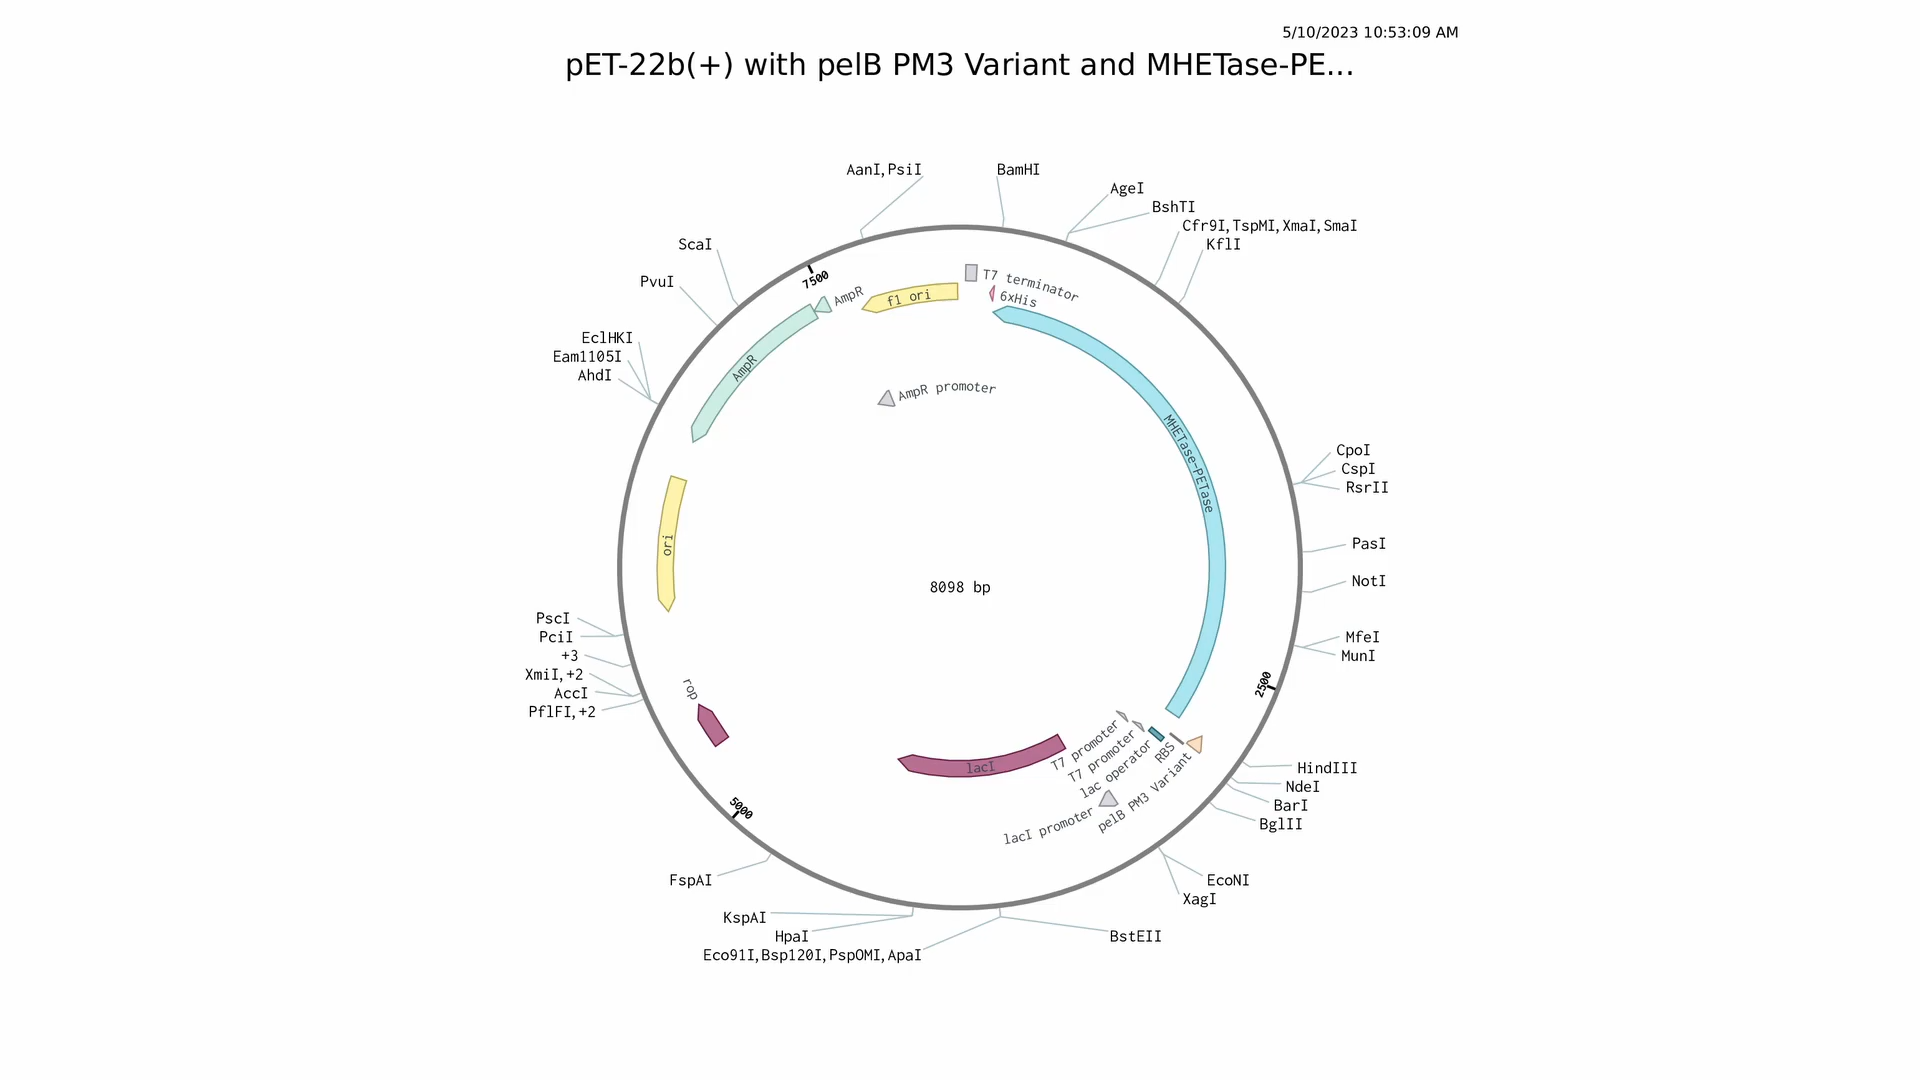 5/10/2023 10:53:09 AM
pET-22b(+) with pelB PM3 Variant and MHETase-PE...
AanI,PsiI
BamHI
AgeI
BshTI
Cfr9I,TspMI,XmaI,SmaI
KflI
ScaI
PvuI
EclHKI
Eam1105I
AhdI
7500
AmpR
f1 ori
T7 terminator
6xHis
AmpR
AmpR promoter
MHETase-PETase
CpoI
CspI
RsrII
PasI
NotI
MfeI
MunI
ori
8098 bp
PscI
PciI
+3
XmiI,+2
AccI
PflFI,+2
rop
2500
T7 promoter
T7 promoter
lac operator
RBS
pelB PM3 Variant
lacI promoter
lacI
HindIII
NdeI
BarI
BglII
5000
FspAI
EcoNI
XagI
KspAI
HpaI
Eco91I,Bsp120I,PspOMI,ApaI
BstEII